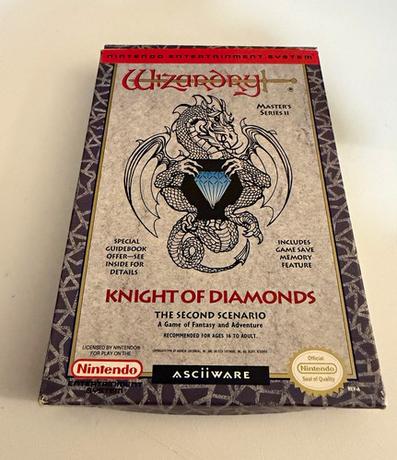 NINTENDO ENTERTAINMENT SYSTEM
Wizardry
®
MASTER'S
SERIES II
SPECIAL
GUIDEBOOK
OFFER—SEE
INSIDE FOR
DETAILS
INCLUDES
GAME SAVE
MEMORY
FEATURE
KNIGHT OF DIAMONDS
THE SECOND SCENARIO
A Game of Fantasy and Adventure
RECOMMENDED FOR AGES 16 TO ADULT.
LICENSED BY NINTENDO®
FOR PLAY ON THE
Nintendo
ENTERTAINMENT
SYSTEM
ASCiiWARE
Official
Nintendo
Seal of Quality
REV-A